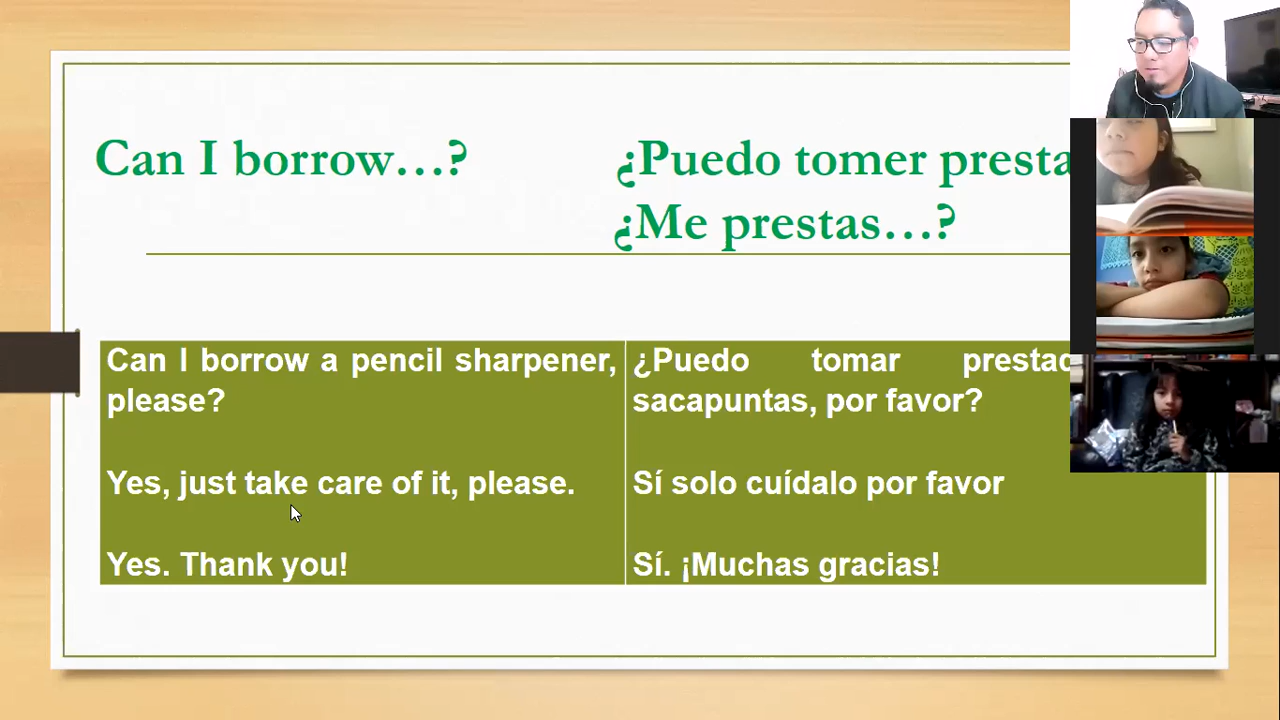 Can I borrow…?
¿Puedo tomer presta
¿Me prestas…?
Can I borrow a pencil sharpener,
please?
Yes, just take care of it, please.
Yes. Thank you!
¿Puedo tomar prestad
sacapuntas, por favor?
Sí solo cuídalo por favor
Sí. ¡Muchas gracias!